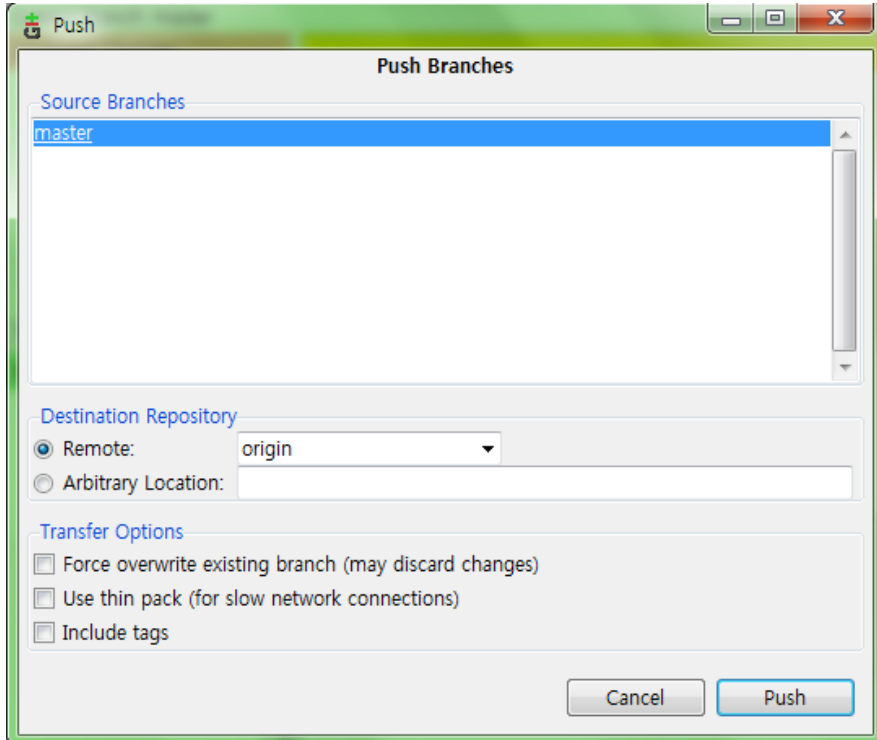 Push
Push Branches
Source Branches
master
Destination Repository
Remote: origin
Arbitrary Location:
Transfer Options
Force overwrite existing branch (may discard changes)
Use thin pack (for slow network connections)
Include tags
Cancel Push